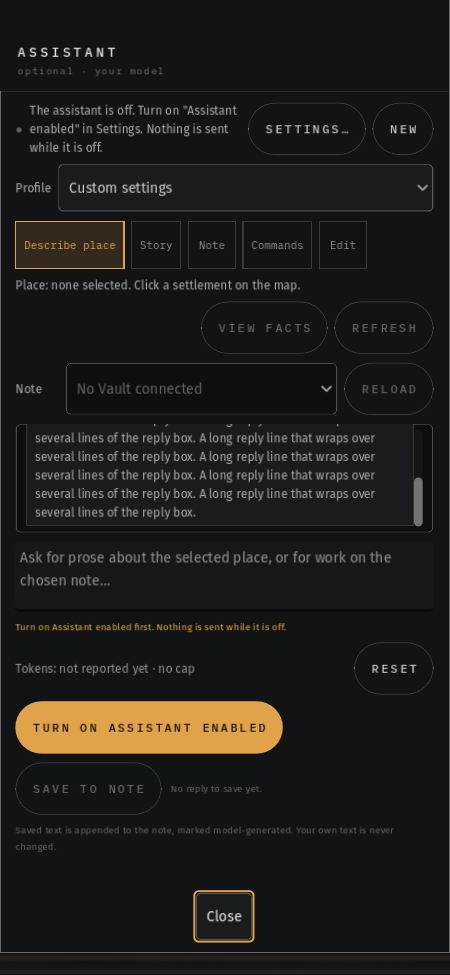 ASSISTANT
optional · your model
The assistant is off. Turn on "Assistant
enabled" in Settings. Nothing is sent
while it is off.
SETTINGS…
NEW
Profile
Custom settings
Describe place
Story
Note
Commands
Edit
Place: none selected. Click a settlement on the map.
VIEW FACTS
REFRESH
Note
No Vault connected
RELOAD
several lines of the reply box. A long reply line that wraps over
several lines of the reply box. A long reply line that wraps over
several lines of the reply box. A long reply line that wraps over
several lines of the reply box. A long reply line that wraps over
several lines of the reply box.
Ask for prose about the selected place, or for work on the
chosen note...
Turn on Assistant enabled first. Nothing is sent while it is off.
Tokens: not reported yet · no cap
RESET
TURN ON ASSISTANT ENABLED
SAVE TO NOTE
No reply to save yet.
Saved text is appended to the note, marked model-generated. Your own text is never
changed.
Close